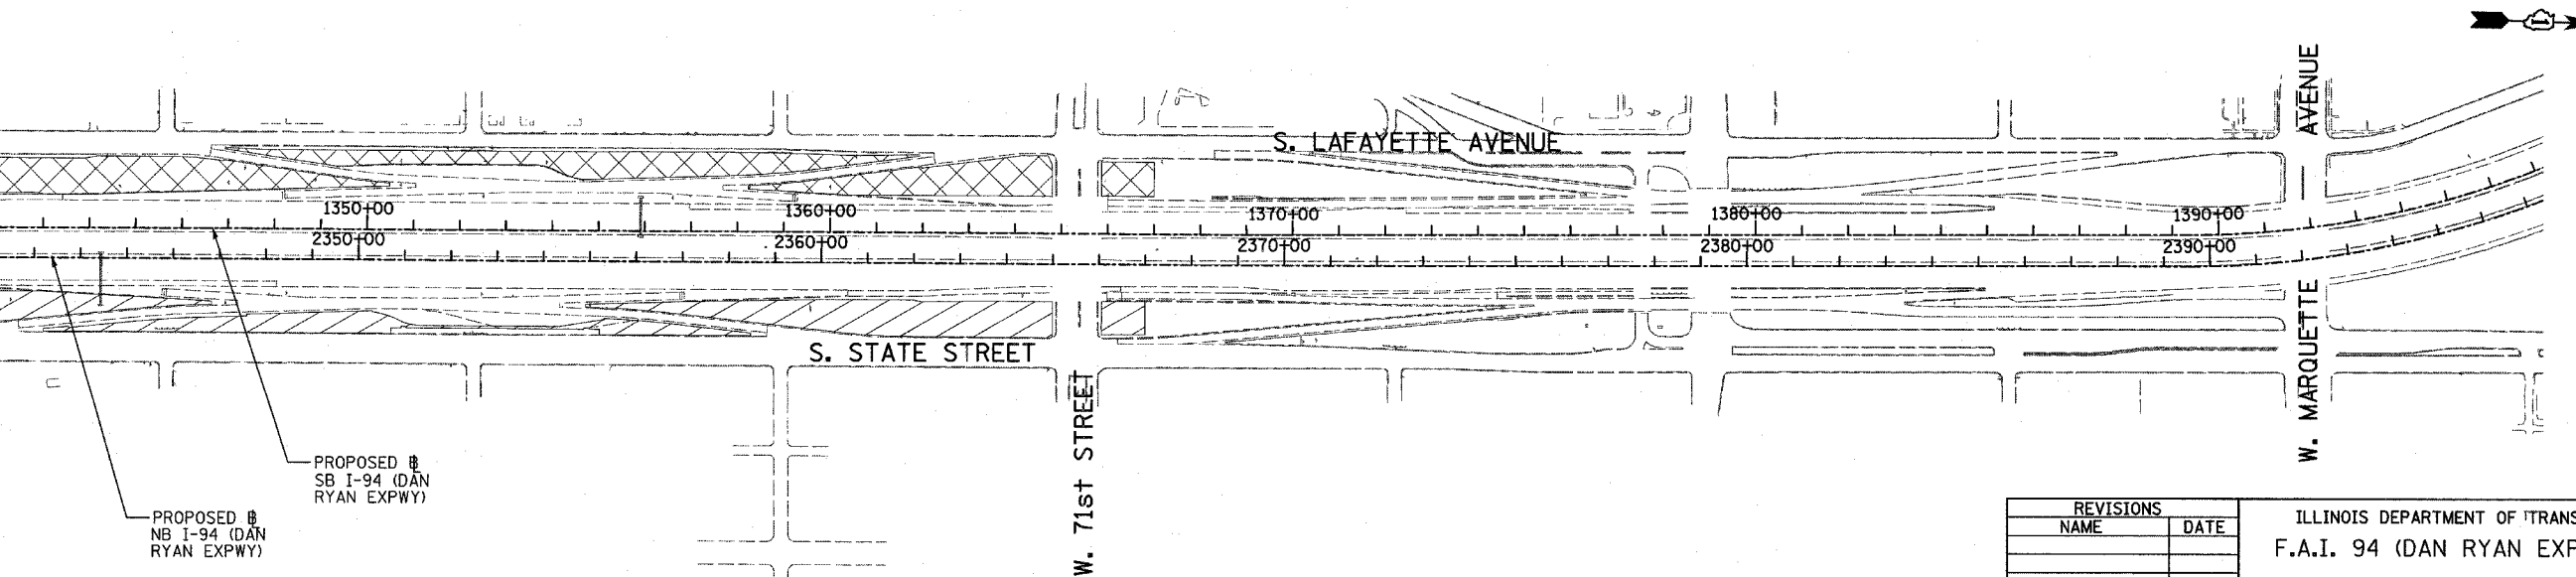 AVENUE
S. LAFAYETTE AVENUE
1350+00
1360+00
1370+00
1380+00
1390+00
2350+00
2360+00
2370+00
2380+00
2390+00
S. STATE STREET
W. 71st STREET
W. MARQUETTE
PROPOSED ℄
SB I-94 (DAN
RYAN EXPWY)
PROPOSED ℄
NB I-94 (DAN
RYAN EXPWY)
REVISIONS
NAME DATE
ILLINOIS DEPARTMENT OF TRANS
F.A.I. 94 (DAN RYAN EXP